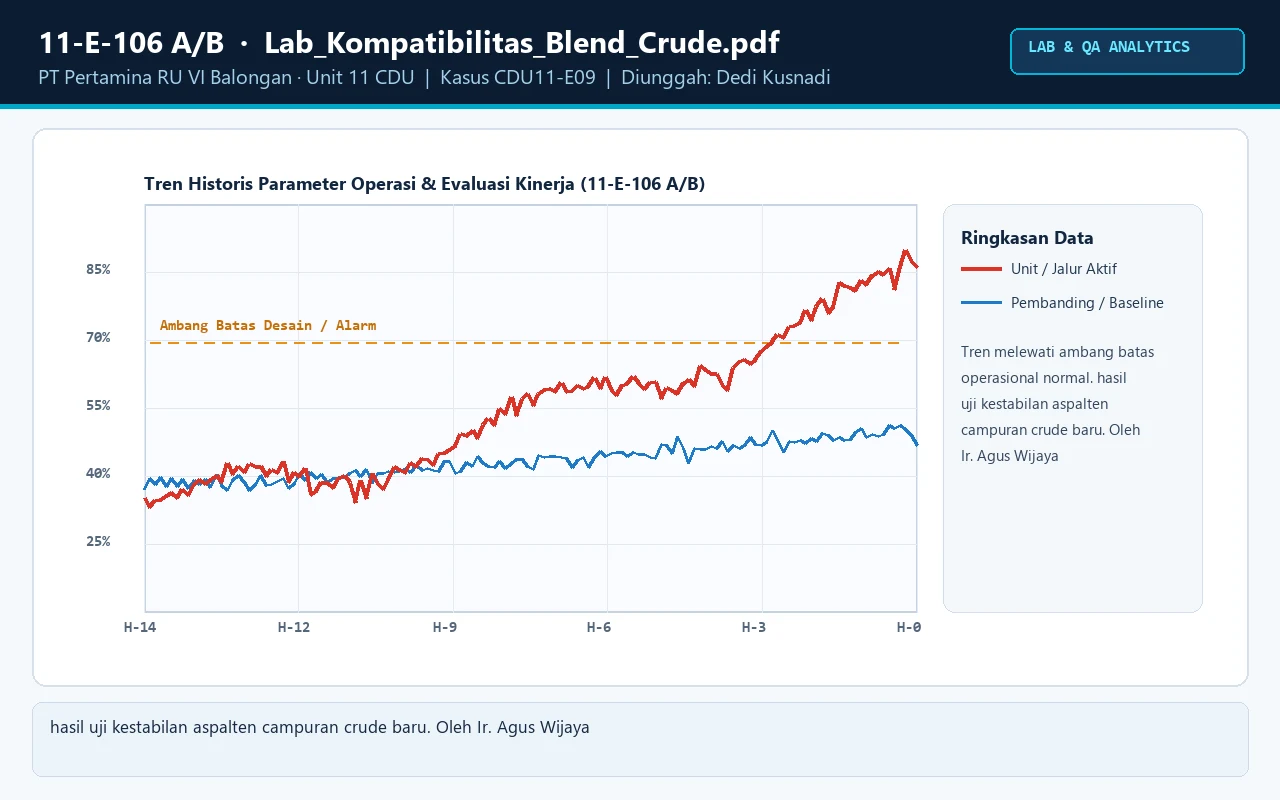 11-E-106 A/B · Lab_Kompatibilitas_Blend_Crude.pdf
PT Pertamina RU VI Balongan · Unit 11 CDU | Kasus CDU11-E09 | Diunggah: Dedi Kusnadi
LAB & QA ANALYTICS
Tren Historis Parameter Operasi & Evaluasi Kinerja (11-E-106 A/B)
85%
70%
55%
40%
25%
Ambang Batas Desain / Alarm
H-14
H-12
H-9
H-6
H-3
H-0
Ringkasan Data
Unit / Jalur Aktif
Pembanding / Baseline
Tren melewati ambang batas
operasional normal. hasil
uji kestabilan aspalten
campuran crude baru. Oleh
Ir. Agus Wijaya
hasil uji kestabilan aspalten campuran crude baru. Oleh Ir. Agus Wijaya